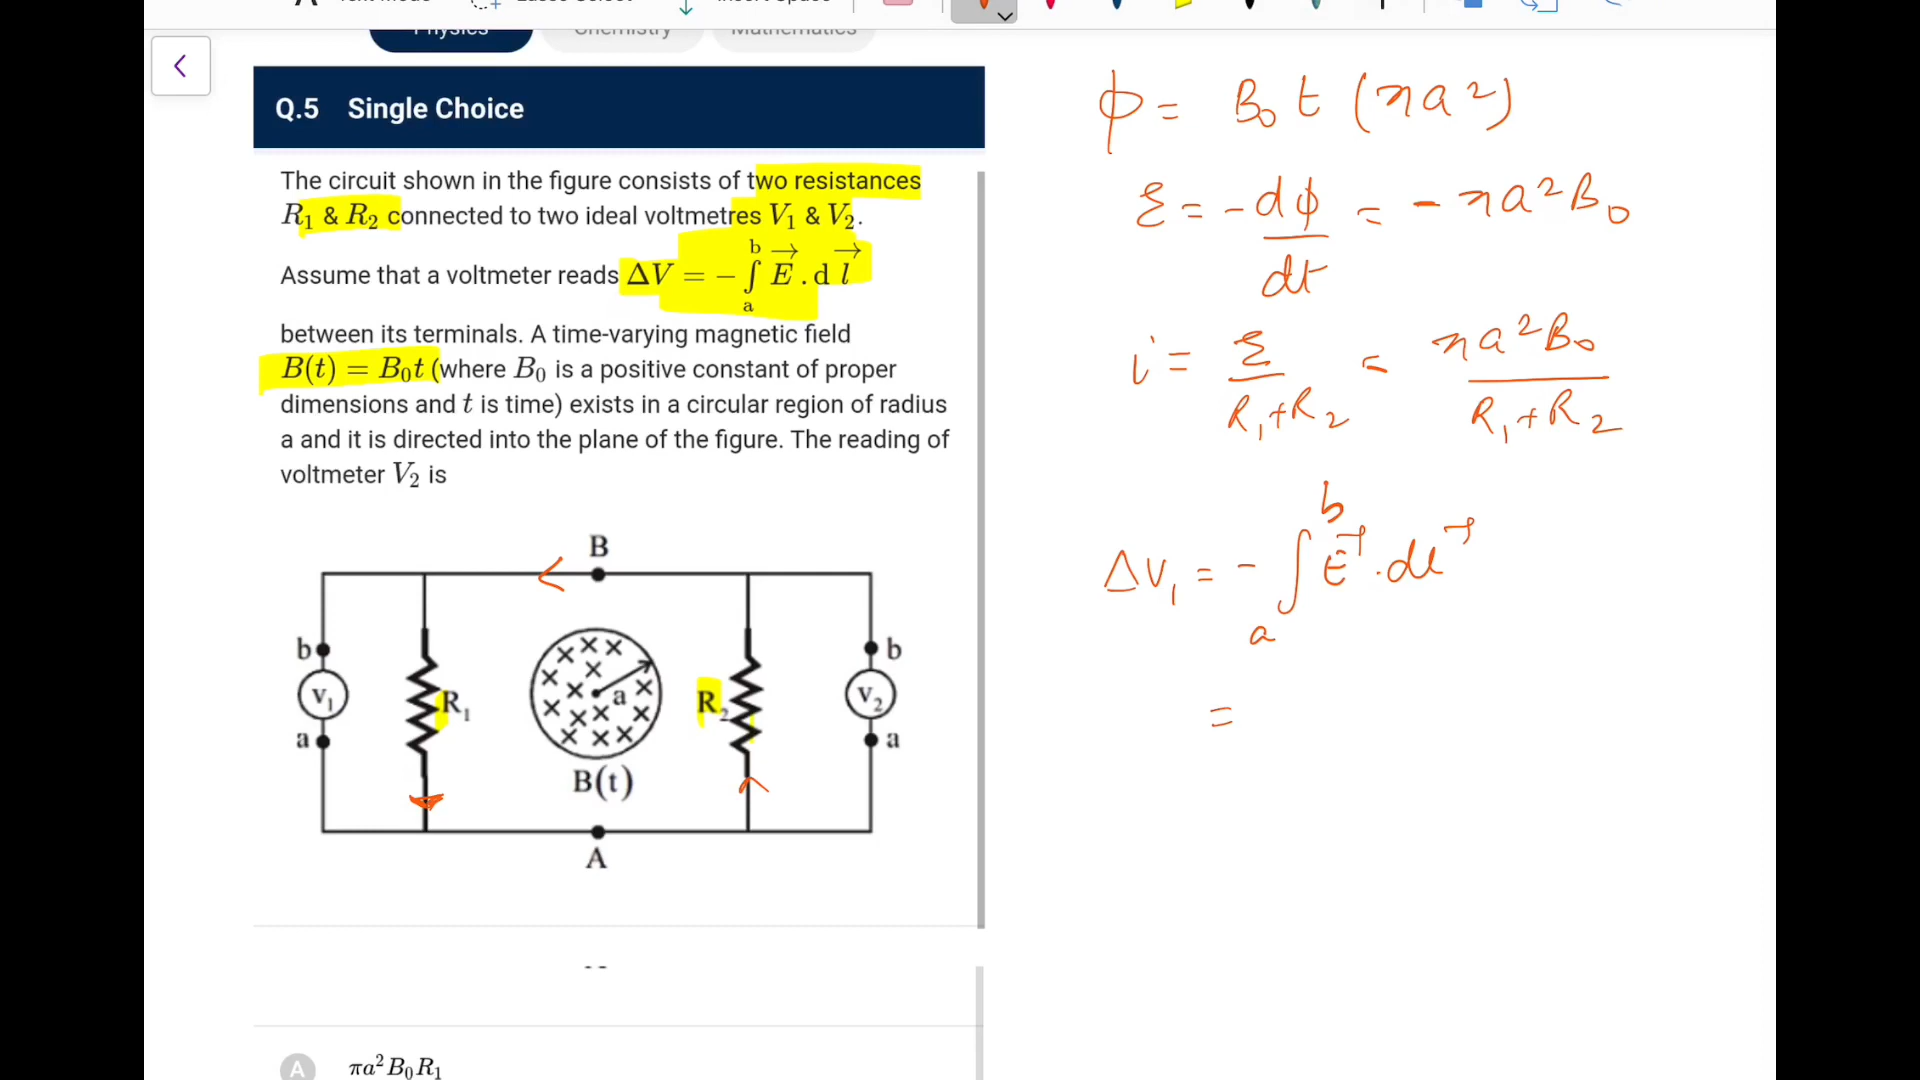 Physics
Chemistry
Mathematics
Q.5 Single Choice
The circuit shown in the figure consists of two resistances
R₁ & R₂ connected to two ideal voltmetres V₁ & V₂.
Assume that a voltmeter reads ΔV = − ∫ₐᵇ E⃗ . d l⃗
between its terminals. A time-varying magnetic field
B(t) = B₀t (where B₀ is a positive constant of proper
dimensions and t is time) exists in a circular region of radius
a and it is directed into the plane of the figure. The reading of
voltmeter V₂ is
B
b
b
V₁
R₁
a
R₂
V₂
a
a
B(t)
A
A πa²B₀R₁
ϕ = B₀ t (πa²)
ℰ = -dϕ/dt = - πa²B₀
i = ℰ/(R₁+R₂) = πa²B₀/(R₁+R₂)
ΔV₁ = - ∫ₐᵇ E⃗ . dl⃗
=